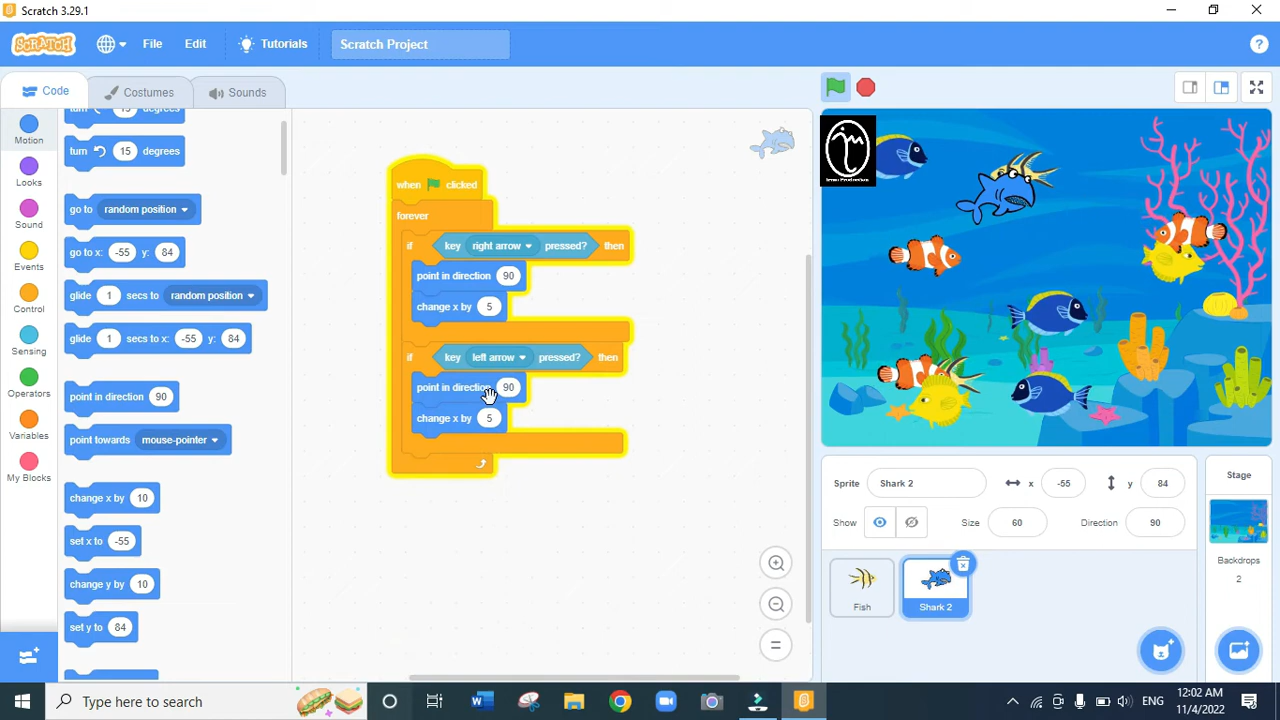 Scratch 3.29.1
SCRATCH
File
Edit
Tutorials
Scratch Project
?
Code
Costumes
Sounds
Motion
Looks
Sound
Events
Control
Sensing
Operators
Variables
My Blocks
turn 15 degrees
turn 15 degrees
go to random position
go to x: -55 y: 84
glide 1 secs to random position
glide 1 secs to x: -55 y: 84
point in direction 90
point towards mouse-pointer
change x by 10
set x to -55
change y by 10
set y to 84
when clicked
forever
if key right arrow pressed? then
point in direction 90
change x by 5
if key left arrow pressed? then
point in direction 90
change x by 5
Sprite Shark 2 x -55 y 84
Show Size 60 Direction 90
Fish
Shark 2
Stage
Backdrops
2
Type here to search
ENG
12:02 AM
11/4/2022